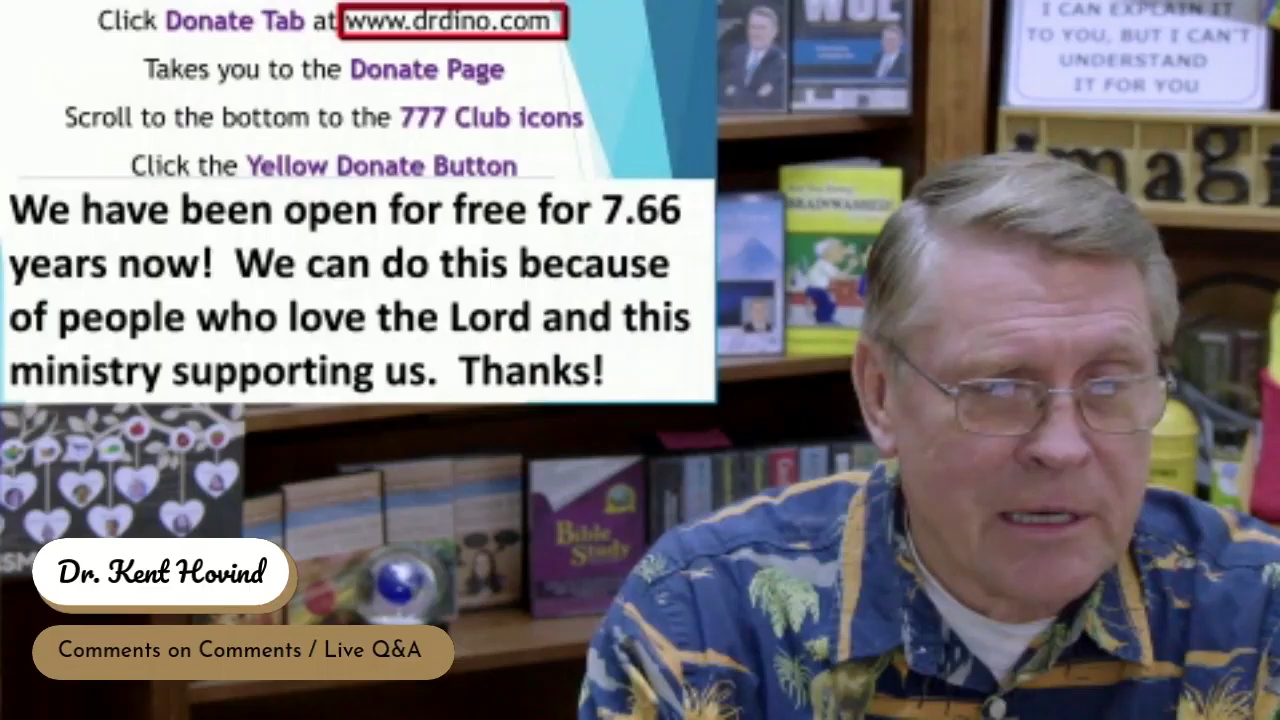 Click Donate Tab at www.drdino.com
Takes you to the Donate Page
Scroll to the bottom to the 777 Club icons
Click the Yellow Donate Button
We have been open for free for 7.66
years now!  We can do this because
of people who love the Lord and this
ministry supporting us.  Thanks!
I CAN EXPLAIN IT
TO YOU, BUT I CAN'T
UNDERSTAND
IT FOR YOU
imagi
BRAINWASHED?
Bible
Study
Dr. Kent Hovind
Comments on Comments / Live Q&A